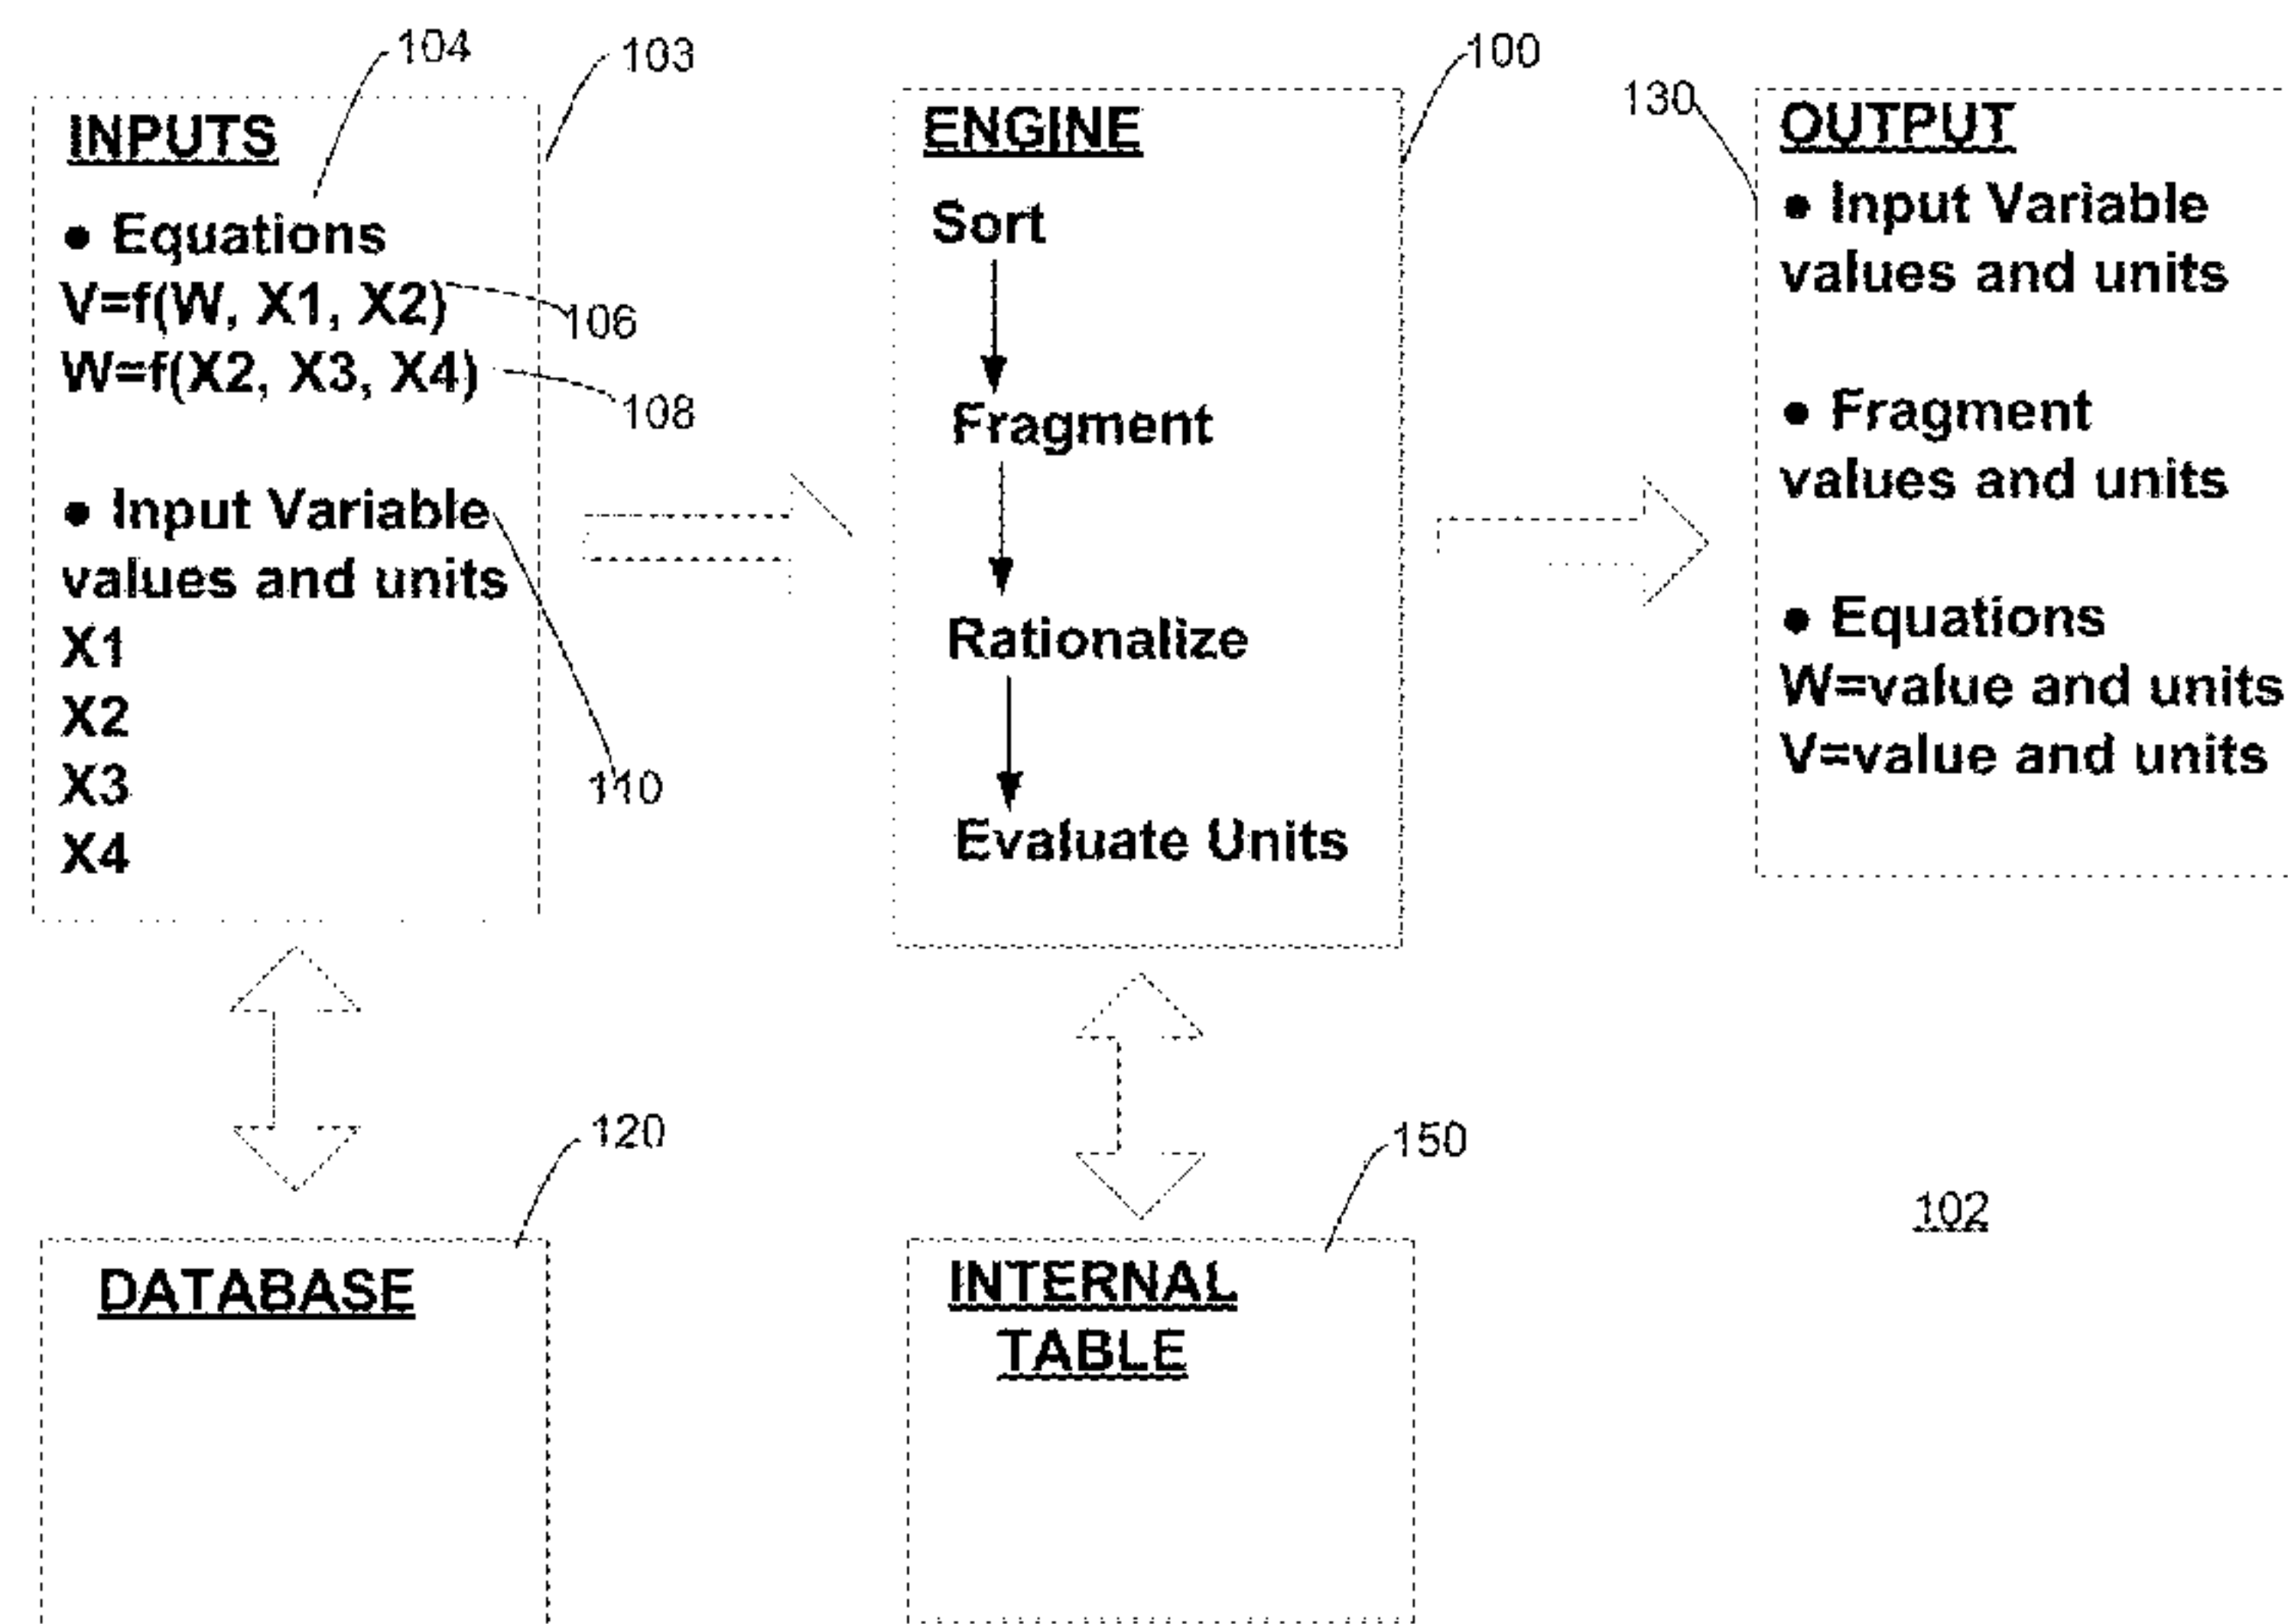 104
103
INPUTS
• Equations
V=f(W, X1, X2)
106
W=f(X2, X3, X4)
108
• Input Variable
values and units
X1
X2
X3
110
X4
100
ENGINE
Sort
Fragment
Rationalize
Evaluate Units
130
OUTPUT
• Input Variable
values and units
• Fragment
values and units
• Equations
W=value and units
V=value and units
120
DATABASE
150
INTERNAL
TABLE
102